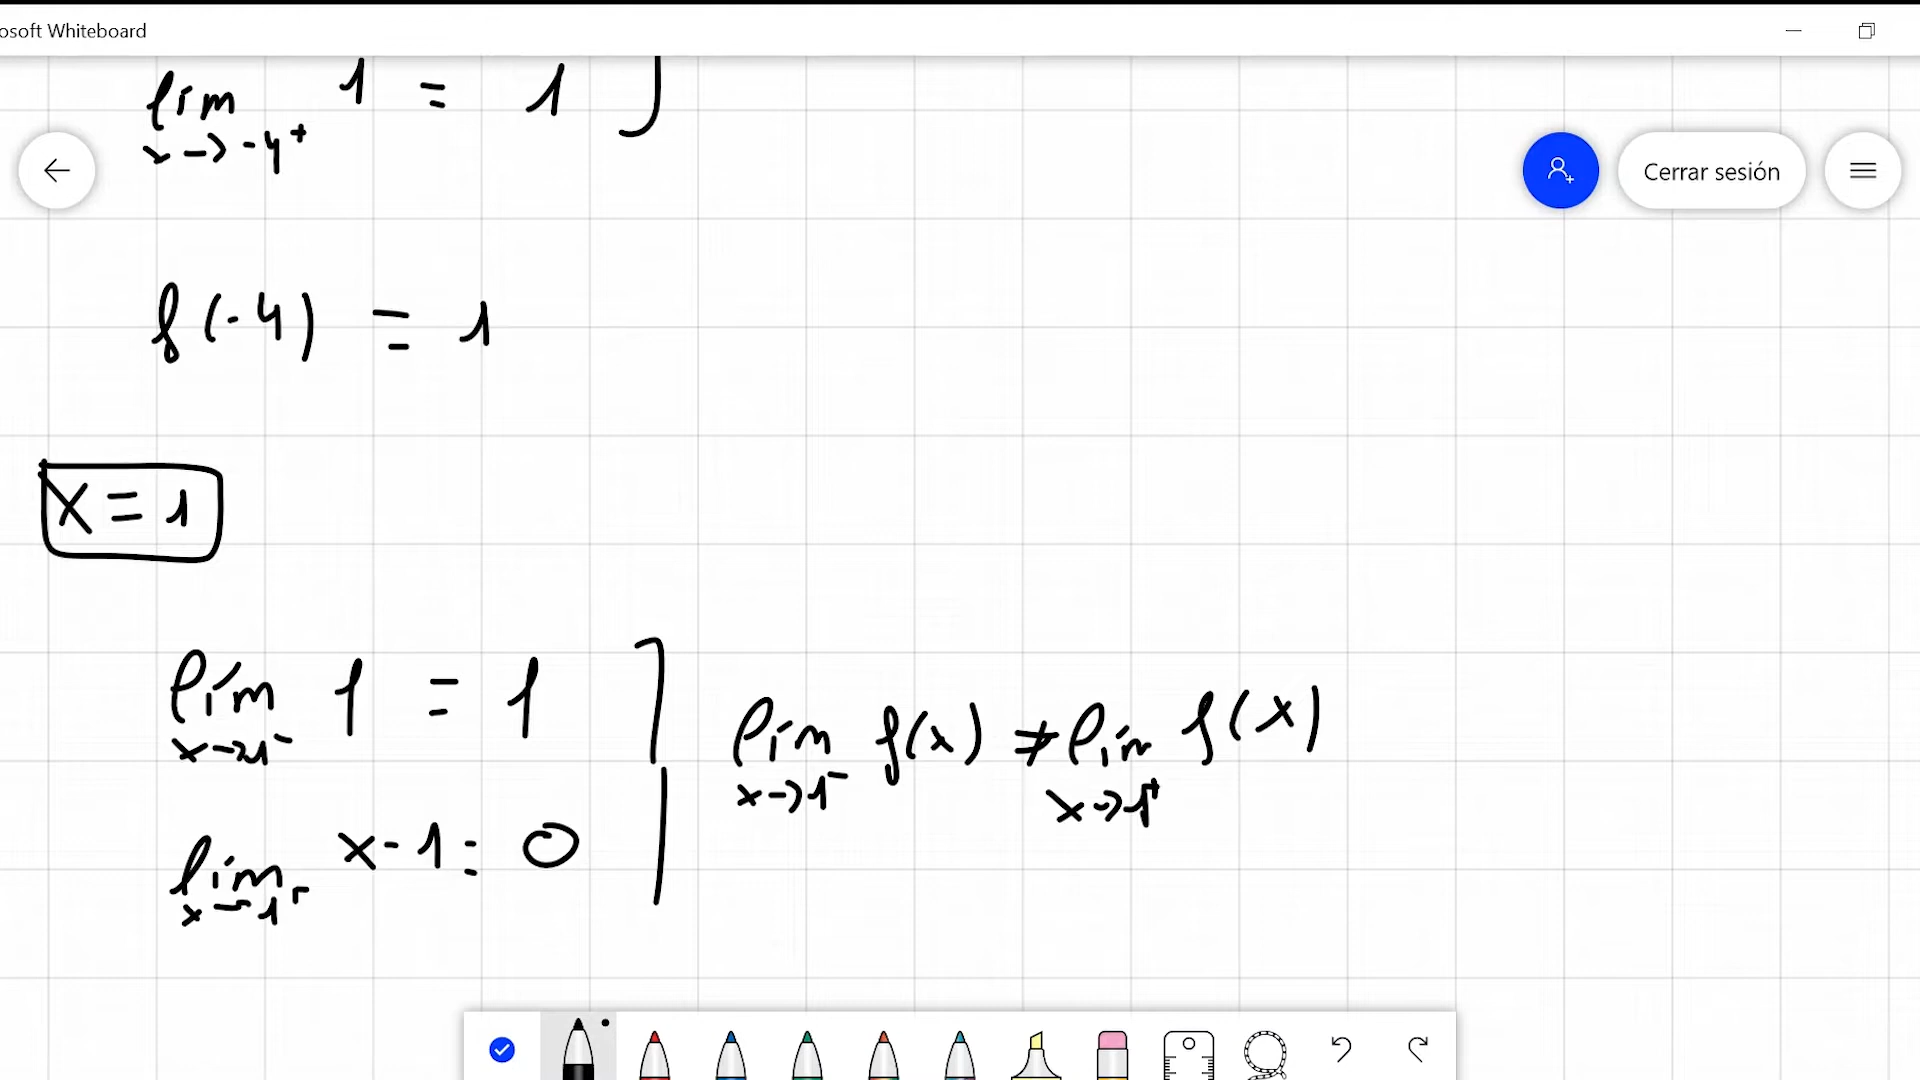 osoft Whiteboard
lím 1 = 1
x→-4⁺
Cerrar sesión
f(-4) = 1
x = 1
lím 1 = 1
x→1⁻
lím f(x) ≠ lím f(x)
x→1⁻ x→1⁺
lím x-1 = 0
x→1⁺